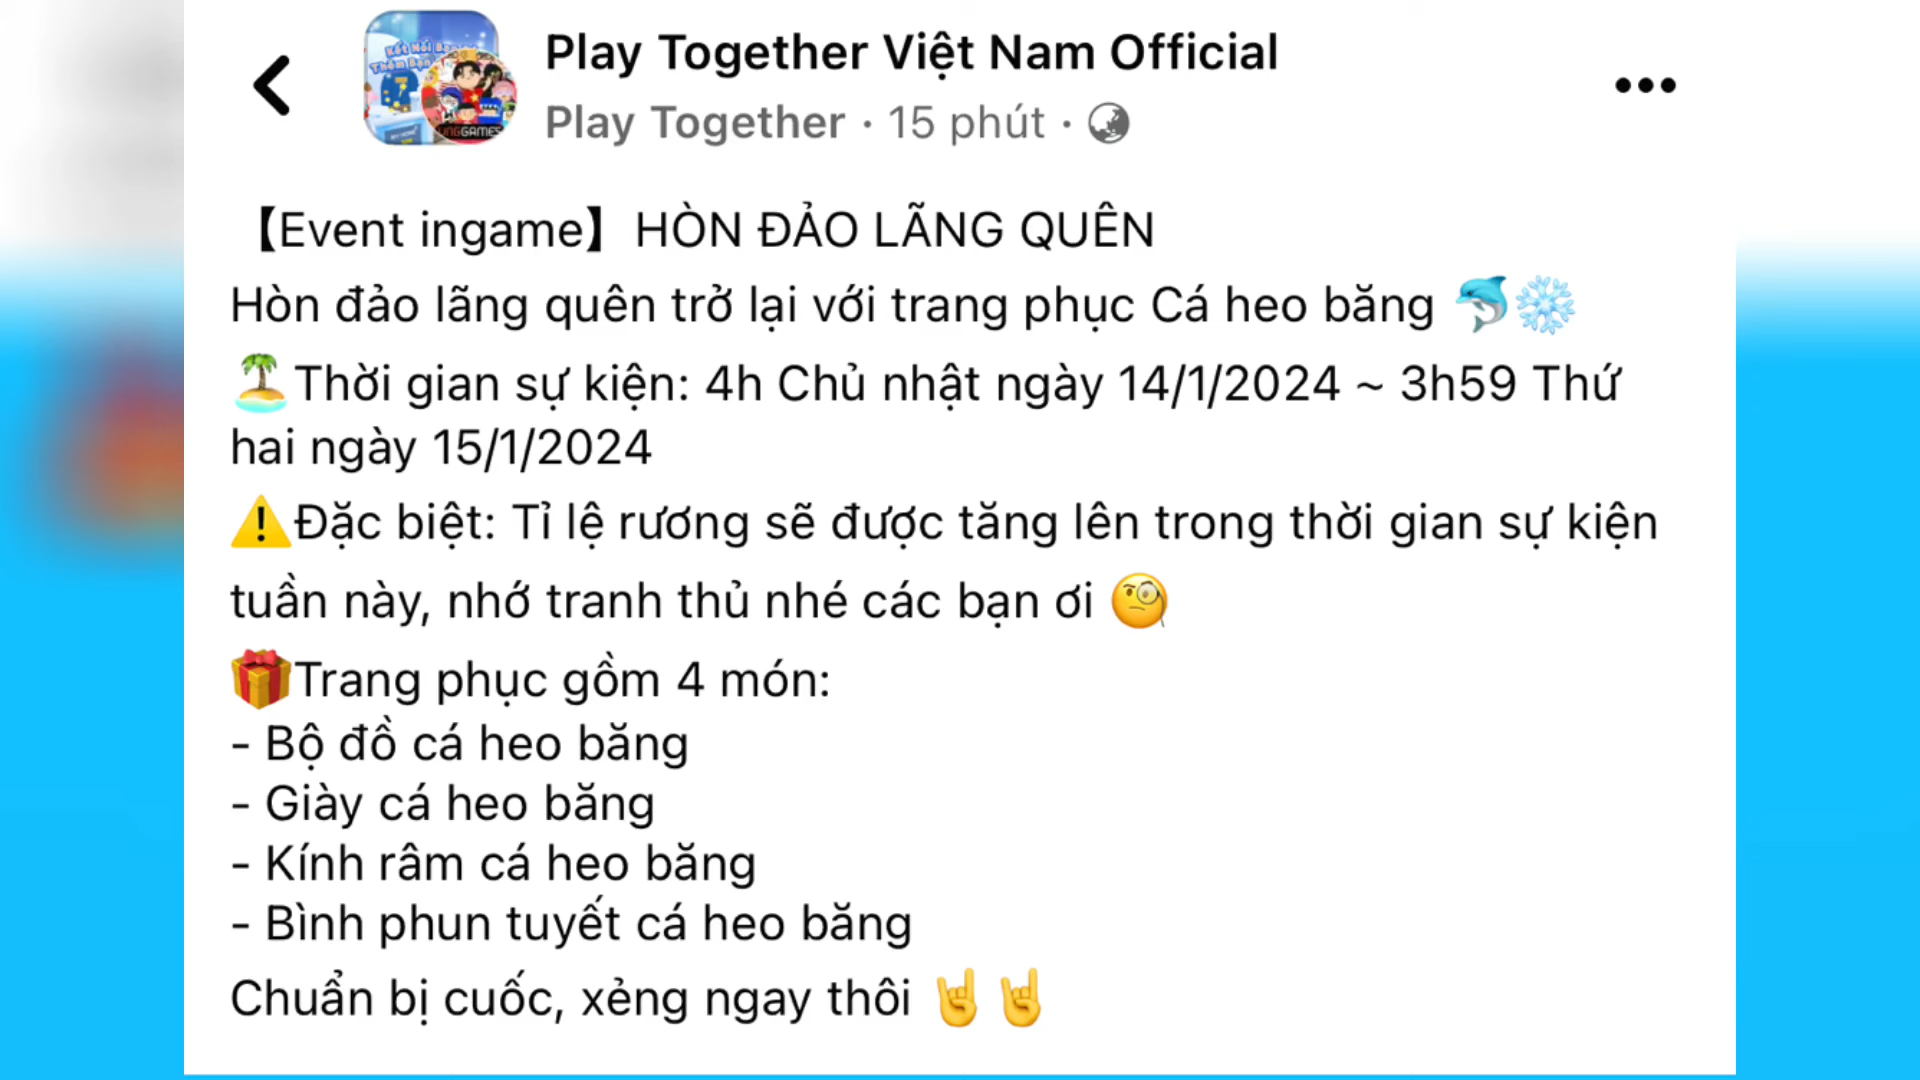 Play Together Việt Nam Official
Play Together · 15 phút ·
【Event ingame】HÒN ĐẢO LÃNG QUÊN
Hòn đảo lãng quên trở lại với trang phục Cá heo băng 🐬❄️
🏝️Thời gian sự kiện: 4h Chủ nhật ngày 14/1/2024 ~ 3h59 Thứ
hai ngày 15/1/2024
⚠️Đặc biệt: Tỉ lệ rương sẽ được tăng lên trong thời gian sự kiện
tuần này, nhớ tranh thủ nhé các bạn ơi 🧐
🎁Trang phục gồm 4 món:
- Bộ đồ cá heo băng
- Giày cá heo băng
- Kính râm cá heo băng
- Bình phun tuyết cá heo băng
Chuẩn bị cuốc, xẻng ngay thôi 🤘🤘